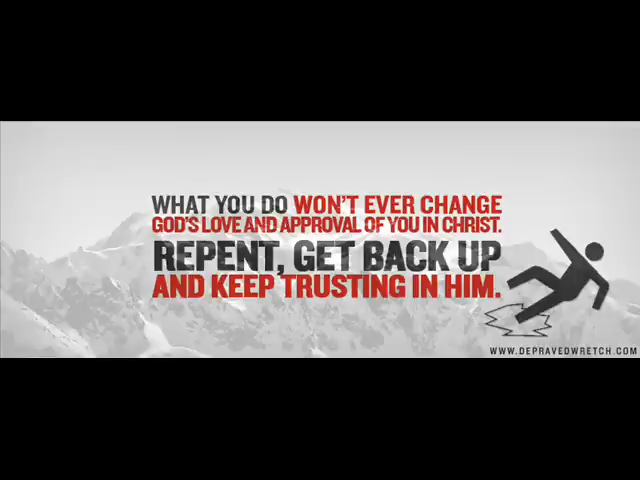 WHAT YOU DO WON'T EVER CHANGE
GOD'S LOVE AND APPROVAL OF YOU IN CHRIST.
REPENT, GET BACK UP
AND KEEP TRUSTING IN HIM.
WWW.DEPRAVEDWRETCH.COM